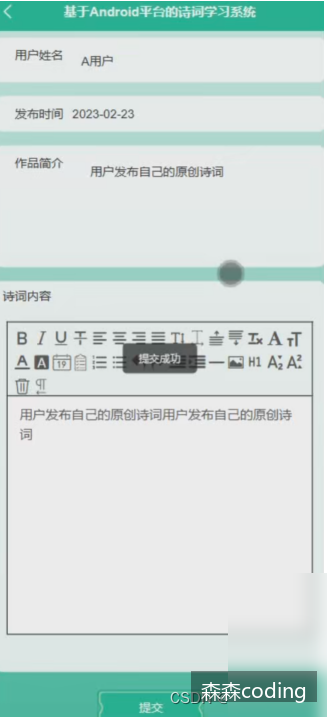 基于Android平台的诗词学习系统
用户姓名 A用户
发布时间 2023-02-23
作品简介 用户发布自己的原创诗词
诗词内容
提交成功
用户发布自己的原创诗词用户发布自己的原创诗
词
提交
森森coding